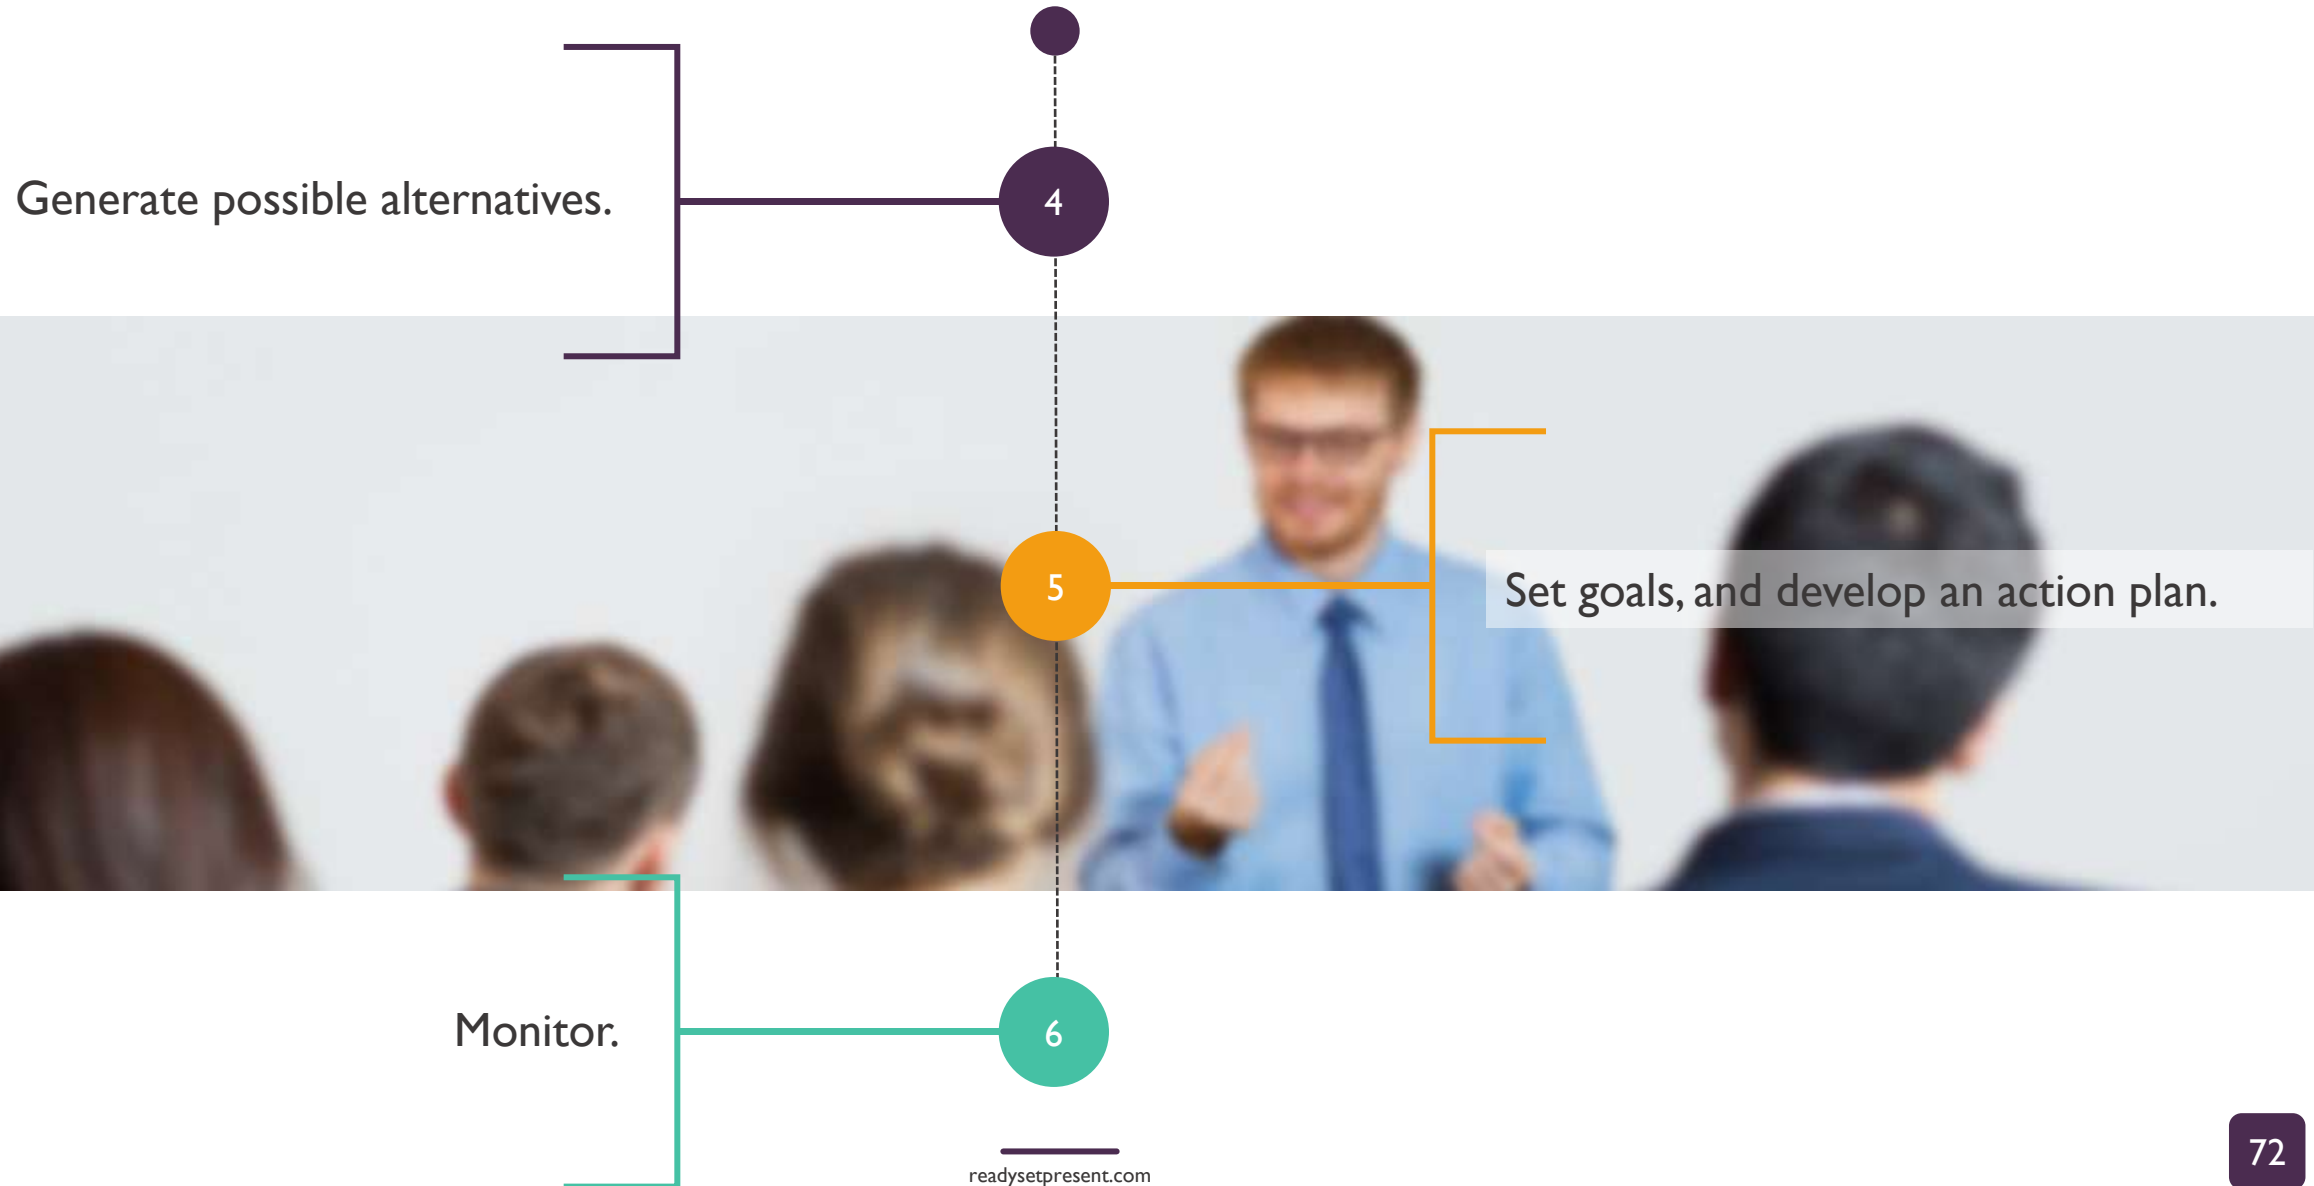 4
Generate possible alternatives.
5
Set goals, and develop an action plan.
6
Monitor.
readysetpresent.com
72